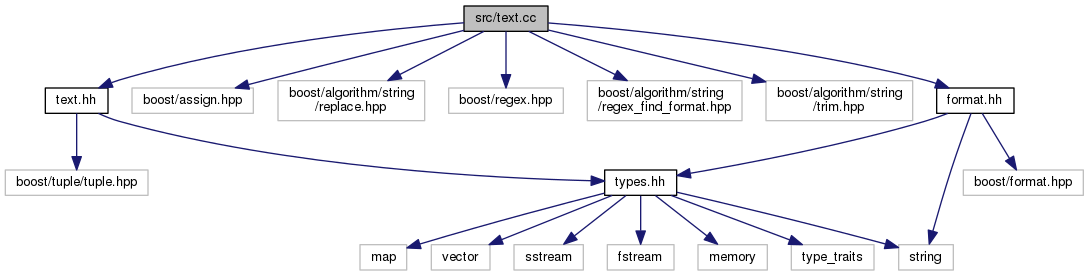 src/text.cc
text.hh
boost/assign.hpp
boost/algorithm/string
/replace.hpp
boost/regex.hpp
boost/algorithm/string
/regex_find_format.hpp
boost/algorithm/string
/trim.hpp
format.hh
boost/tuple/tuple.hpp
types.hh
boost/format.hpp
map
vector
sstream
fstream
memory
type_traits
string